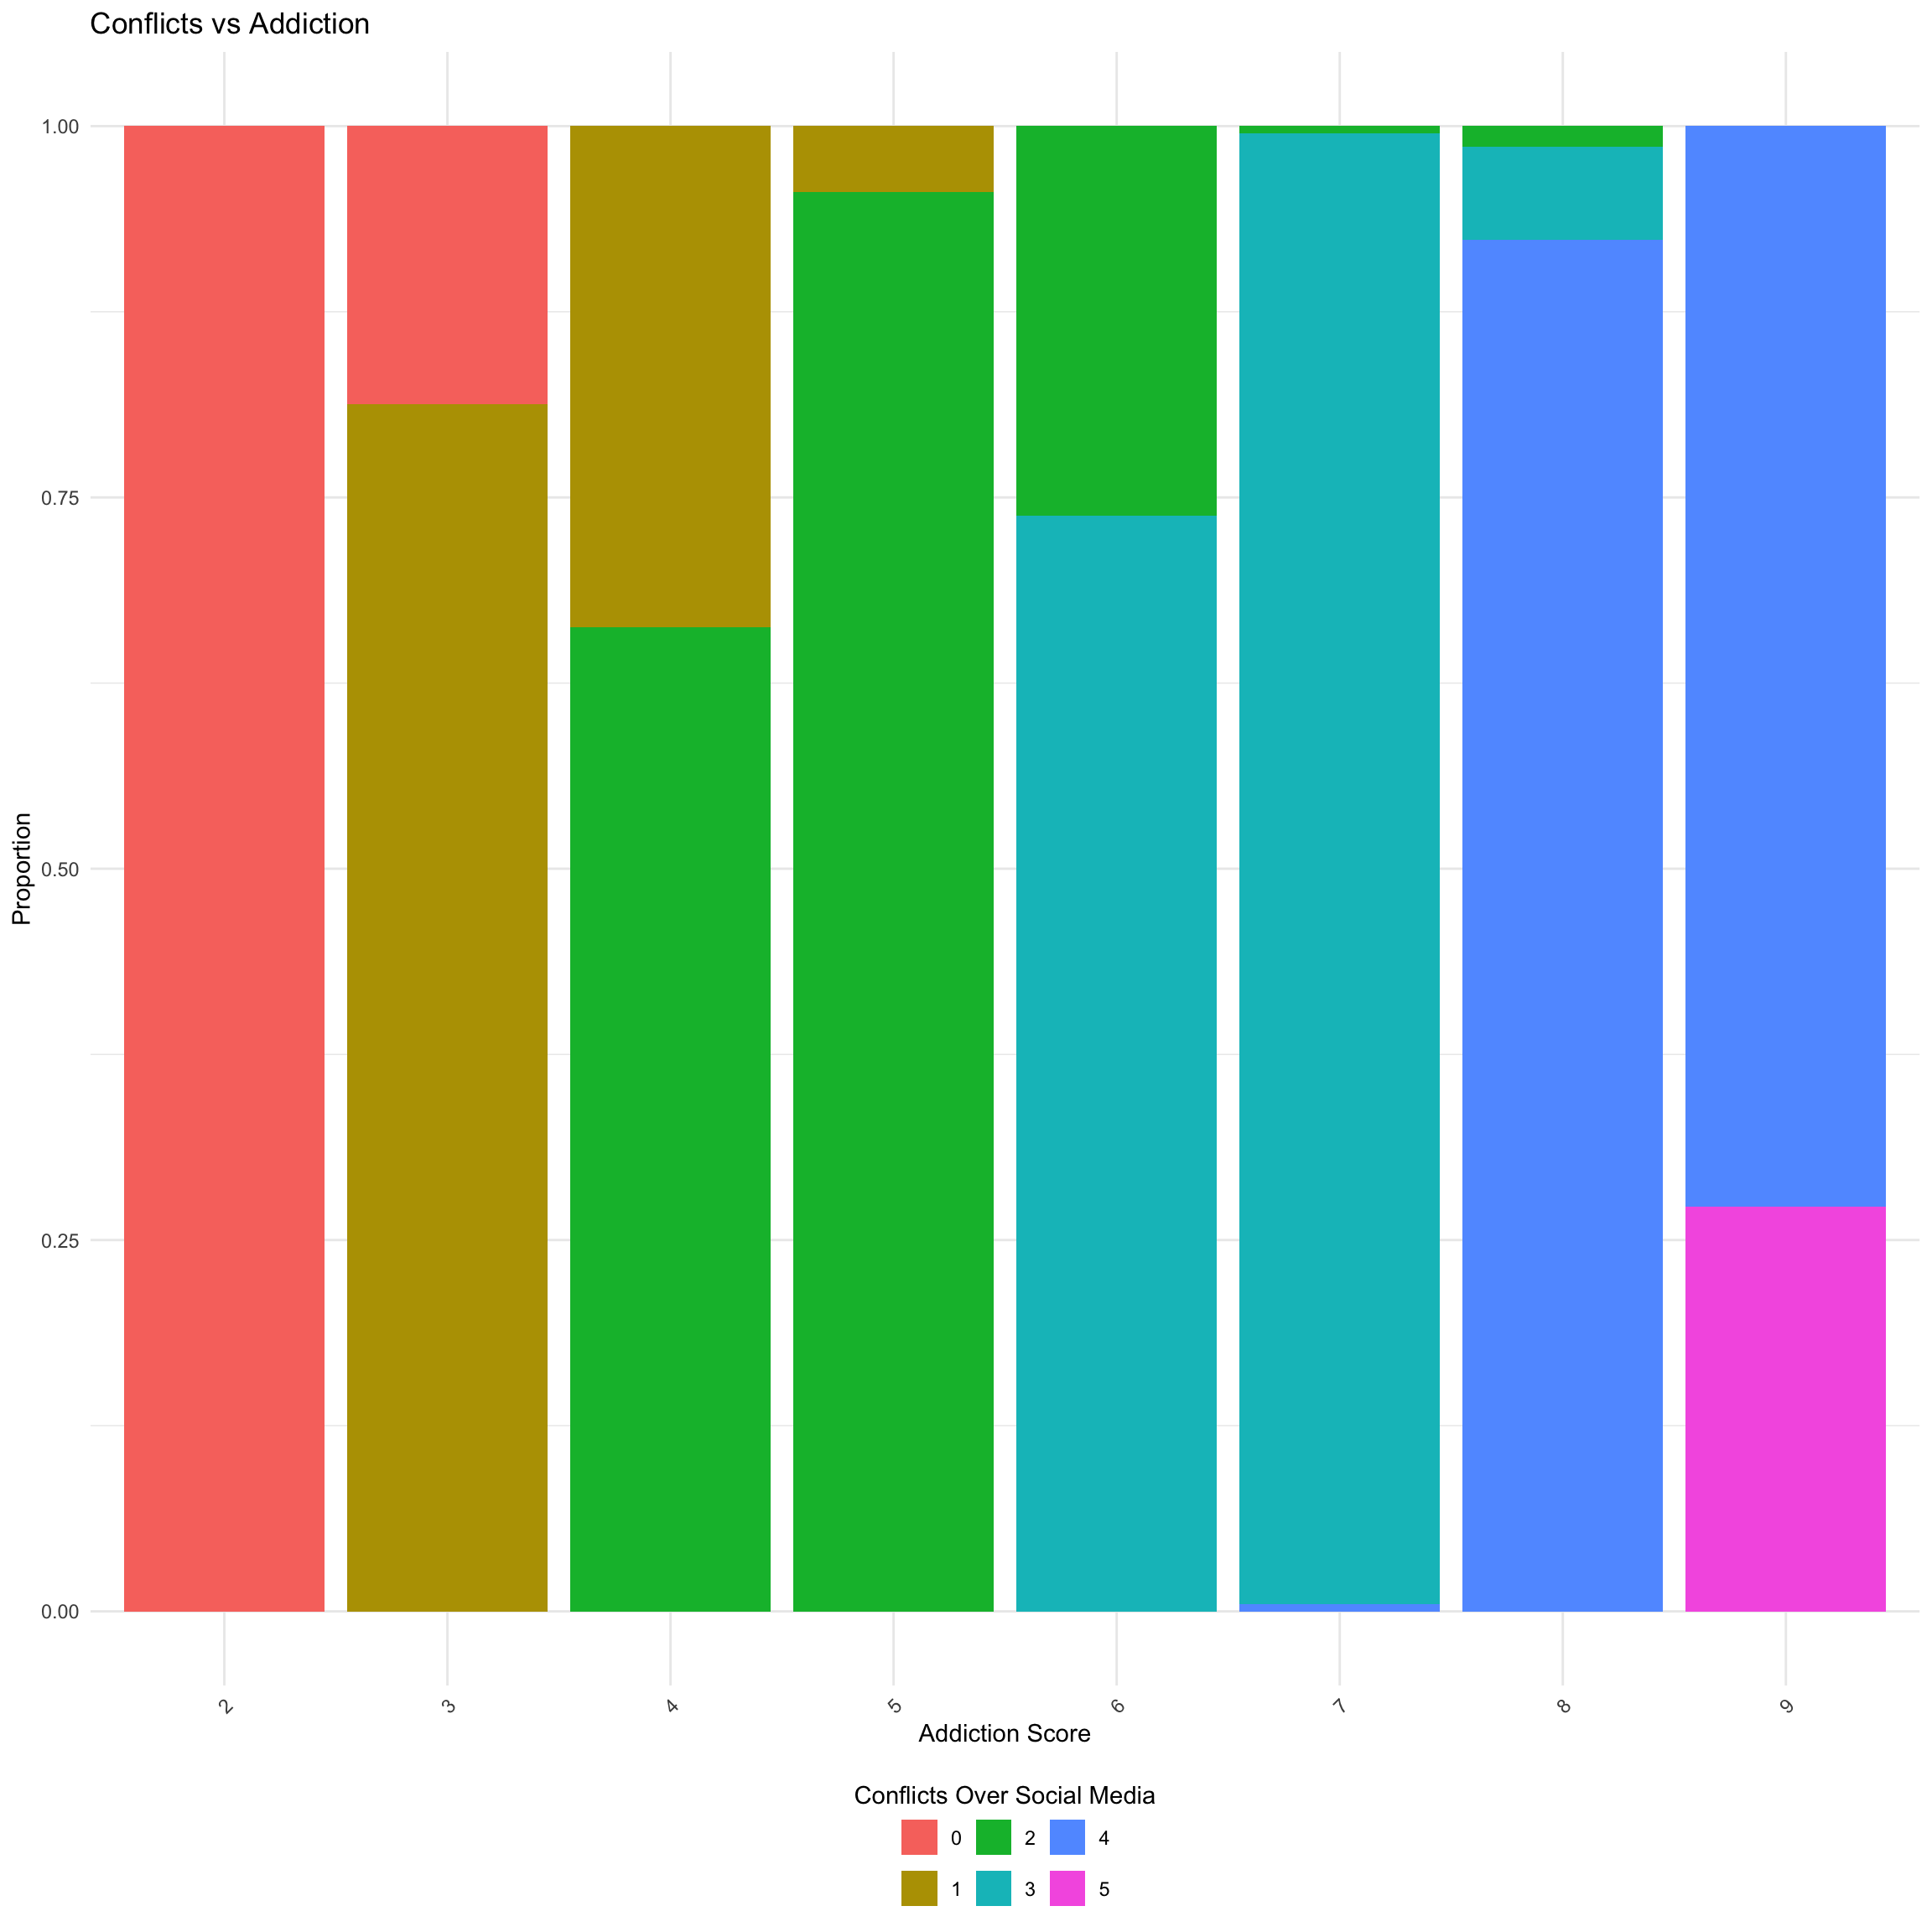 Conflicts vs Addiction
1.00
0.75
0.50
0.25
0.00
Proportion
2 3 4 5 6 7 8 9
Addiction Score
Conflicts Over Social Media
0 2 4
1 3 5